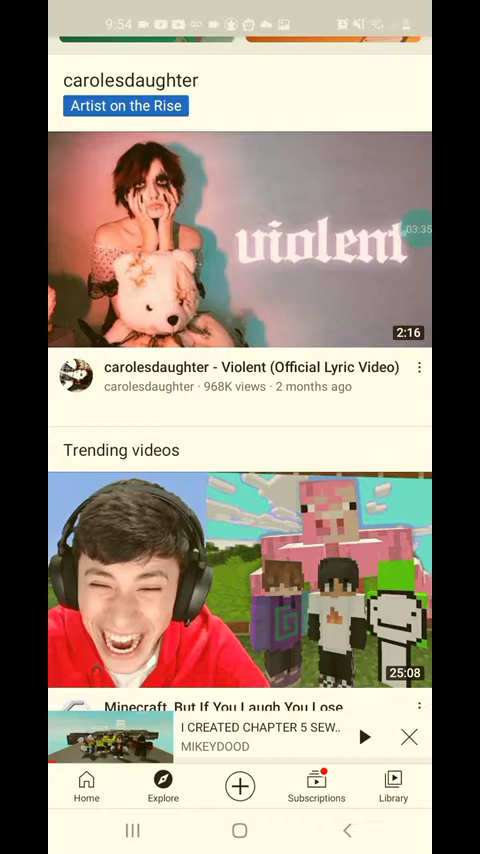 9:54
carolesdaughter
Artist on the Rise
violent
03:35
2:16
carolesdaughter - Violent (Official Lyric Video)
carolesdaughter · 968K views · 2 months ago
Trending videos
25:08
Minecraft, But If You Laugh You Lose
I CREATED CHAPTER 5 SEW..
MIKEYDOOD
Home
Explore
Subscriptions
Library